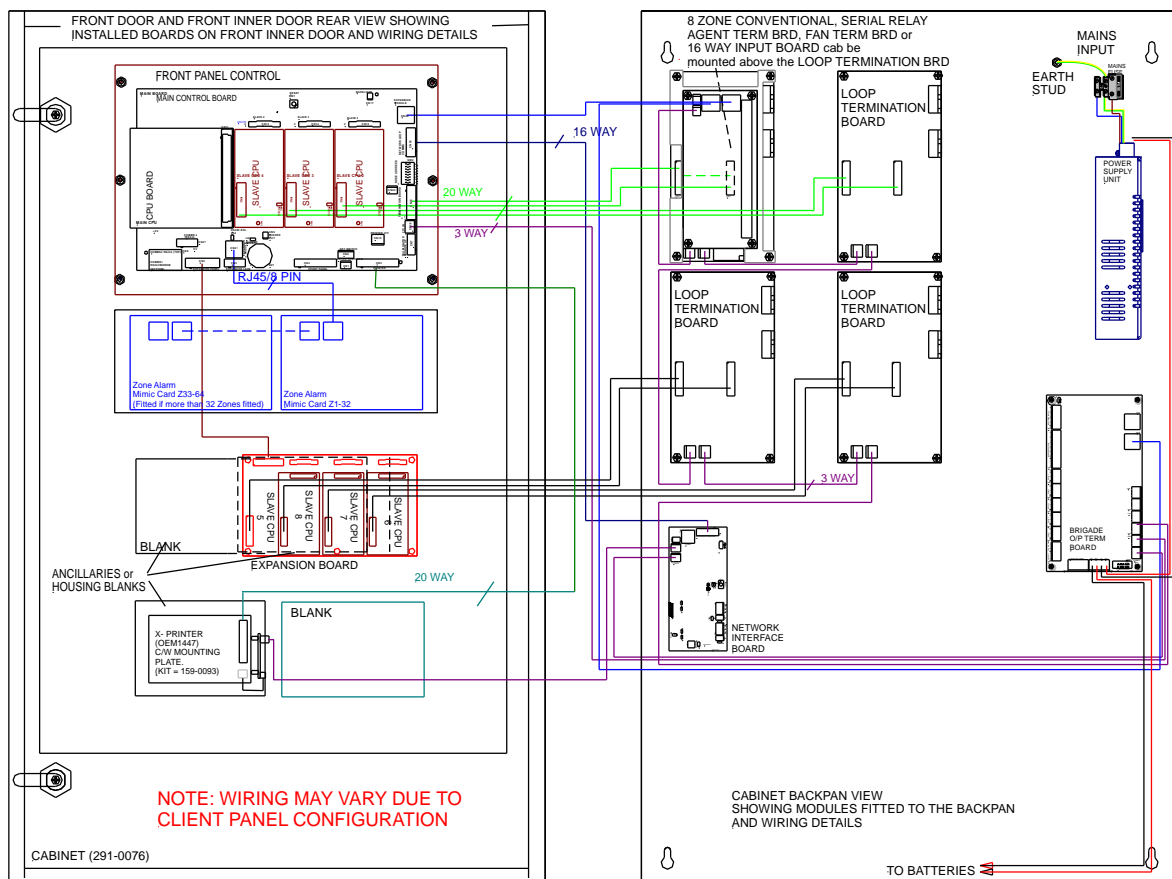 FRONT DOOR AND FRONT INNER DOOR REAR VIEW SHOWING
INSTALLED BOARDS ON FRONT INNER DOOR AND WIRING DETAILS
FRONT PANEL CONTROL
MAIN BOARD
MAIN CONTROL BOARD
CPU BOARD
MAIN CPU
SLAVE CPU
SLAVE CPU
SLAVE CPU
16 WAY
20 WAY
3 WAY
RJ45/8 PIN
Zone Alarm
Mimic Card Z33-64
(Fitted if more than 32 Zones fitted)
Zone Alarm
Mimic Card Z1-32
SLAVE CPU
5
SLAVE CPU
8
SLAVE CPU
7
SLAVE CPU
6
BLANK
EXPANSION BOARD
ANCILLARIES or
HOUSING BLANKS
20 WAY
X- PRINTER
(OEM1447)
C/W MOUNTING
PLATE.
(KIT = 159-0093)
BLANK
NOTE: WIRING MAY VARY DUE TO
CLIENT PANEL CONFIGURATION
CABINET (291-0076)
8 ZONE CONVENTIONAL, SERIAL RELAY
AGENT TERM BRD, FAN TERM BRD or
16 WAY INPUT BOARD cab be
mounted above the LOOP TERMINATION BRD
MAINS
INPUT
EARTH
STUD
LOOP
TERMINATION
BOARD
POWER
SUPPLY
UNIT
LOOP
TERMINATION
BOARD
LOOP
TERMINATION
BOARD
3 WAY
BRIGADE
O/P TERM
BOARD
NETWORK
INTERFACE
BOARD
CABINET BACKPAN VIEW
SHOWING MODULES FITTED TO THE BACKPAN
AND WIRING DETAILS
TO BATTERIES